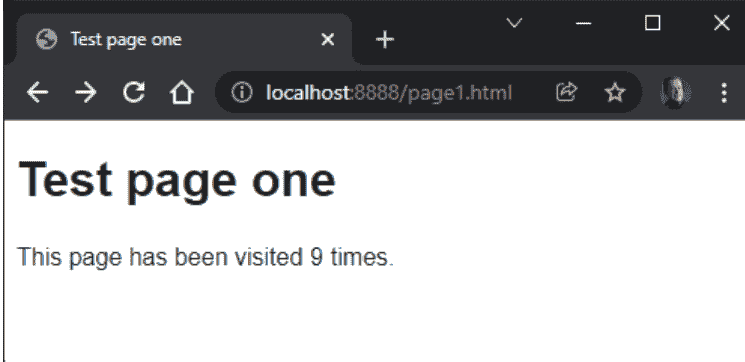 Test page one
localhost:8888/page1.html
Test page one
This page has been visited 9 times.